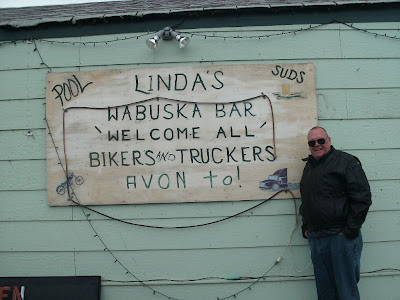 POOL LINDA'S SUDS
WABUSKA BAR
'WELCOME ALL'
BIKERS AND TRUCKERS
AVON to!